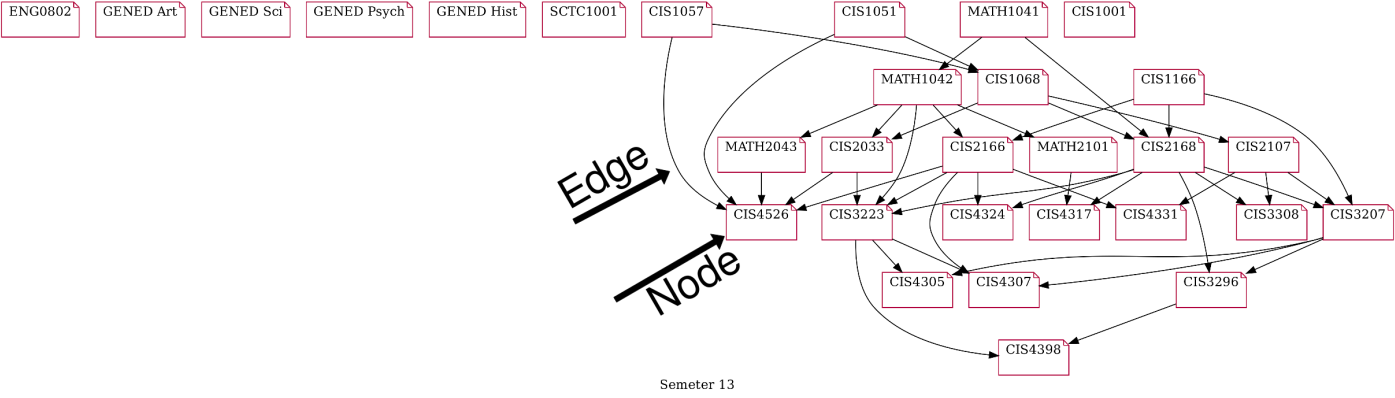 ENG0802
GENED Art
GENED Sci
GENED Psych
GENED Hist
SCTC1001
CIS1057
CIS1051
MATH1041
CIS1001
MATH1042
CIS1068
CIS1166
MATH2043
CIS2033
CIS2166
MATH2101
CIS2168
CIS2107
Edge
CIS4526
CIS3223
CIS4324
CIS4317
CIS4331
CIS3308
CIS3207
Node
CIS4305
CIS4307
CIS3296
CIS4398
Semeter 13